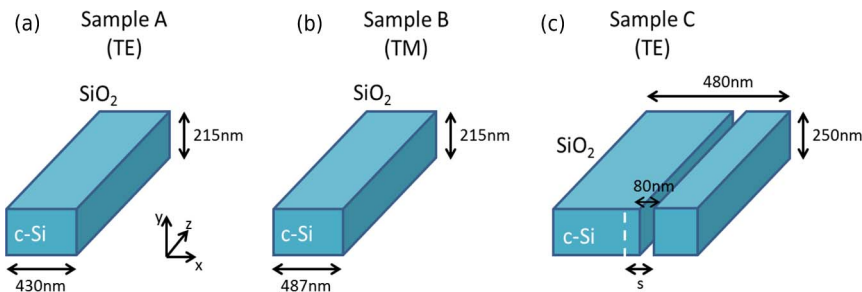 (a)
Sample A
(TE)
SiO₂
215nm
c-Si
430nm
y
z
x
(b)
Sample B
(TM)
SiO₂
215nm
c-Si
487nm
(c)
Sample C
(TE)
480nm
SiO₂
250nm
80nm
c-Si
s